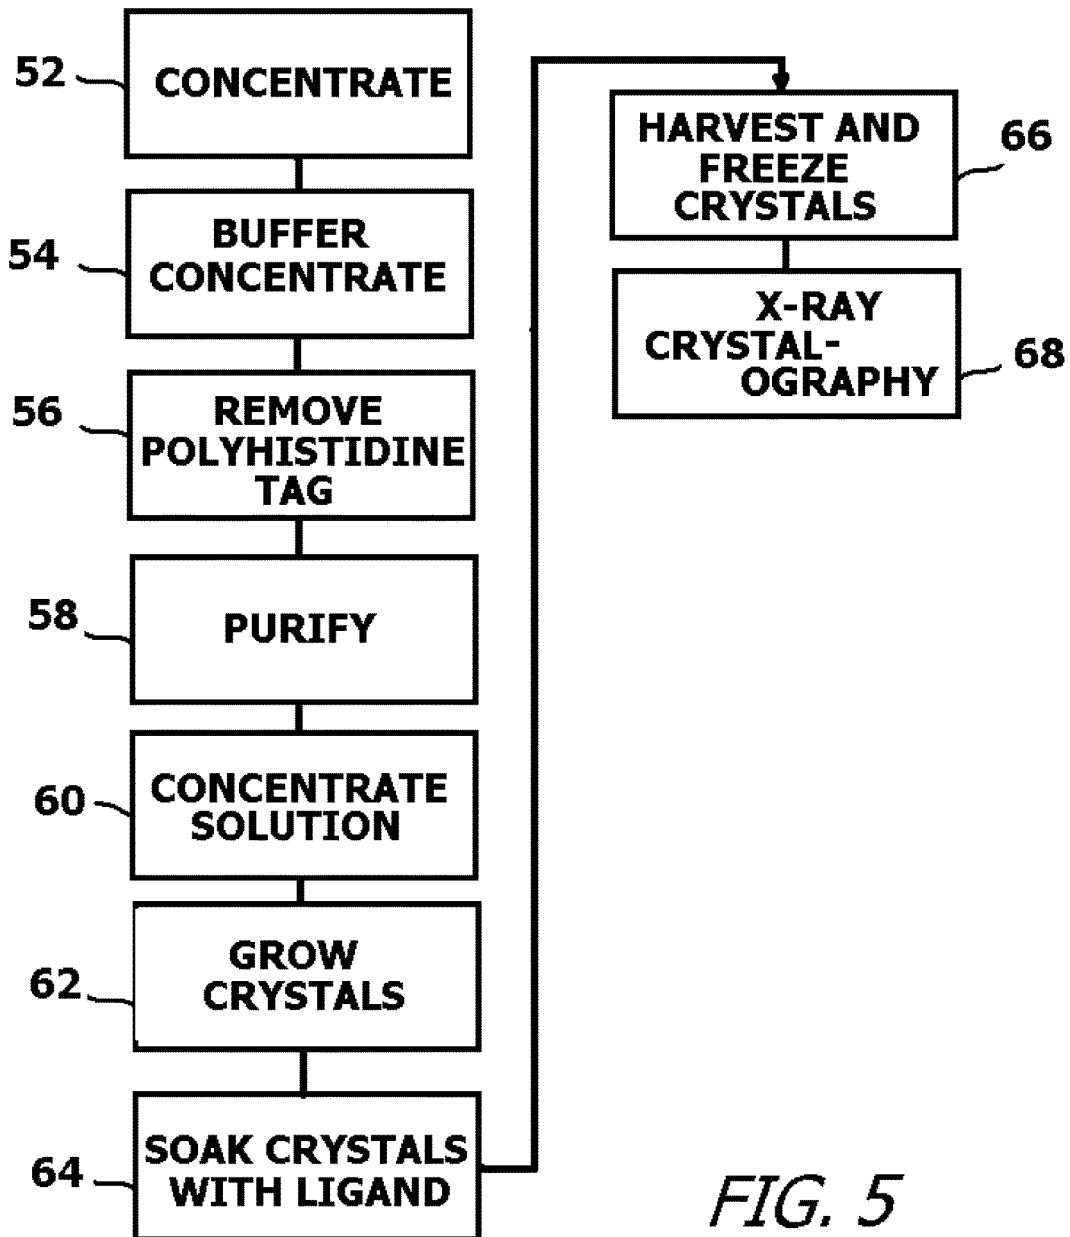 52
CONCENTRATE
54
BUFFER
CONCENTRATE
56
REMOVE
POLYHISTIDINE
TAG
58
PURIFY
60
CONCENTRATE
SOLUTION
62
GROW
CRYSTALS
64
SOAK CRYSTALS
WITH LIGAND
HARVEST AND
FREEZE
CRYSTALS
66
X-RAY
CRYSTAL-
OGRAPHY
68
FIG. 5